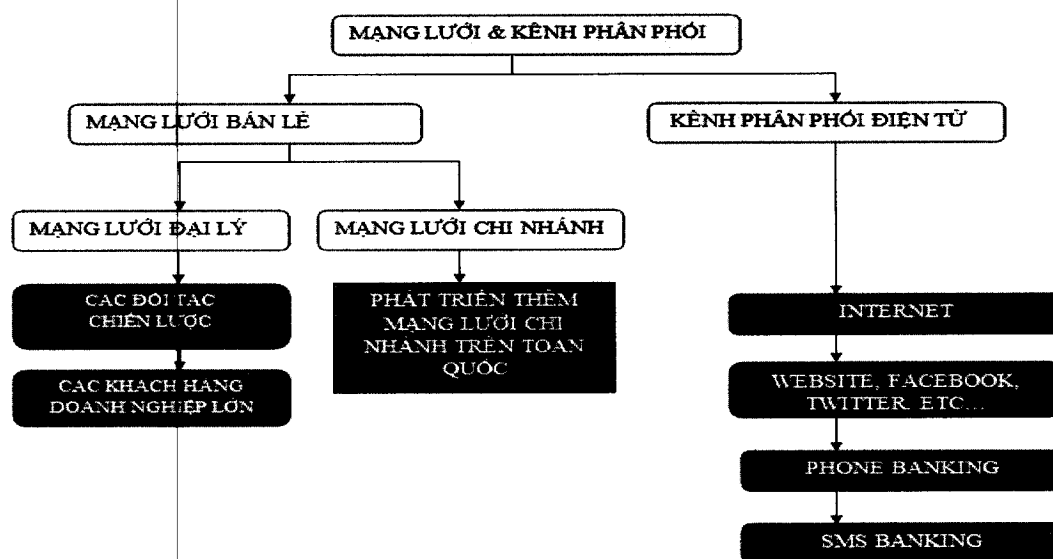 MẠNG LƯỚI & KÊNH PHÂN PHỐI
MẠNG LƯỚI BÁN LẺ
KÊNH PHÂN PHỐI ĐIỆN TỬ
MẠNG LƯỚI ĐẠI LÝ
MẠNG LƯỚI CHI NHÁNH
CÁC ĐỐI TÁC
CHIẾN LƯỢC
PHÁT TRIỂN THÊM
MẠNG LƯỚI CHI
NHÁNH TRÊN TOÀN
QUỐC
INTERNET
CÁC KHÁCH HÀNG
DOANH NGHIỆP LỚN
WEBSITE, FACEBOOK,
TWITTER, ETC...
PHONE BANKING
SMS BANKING